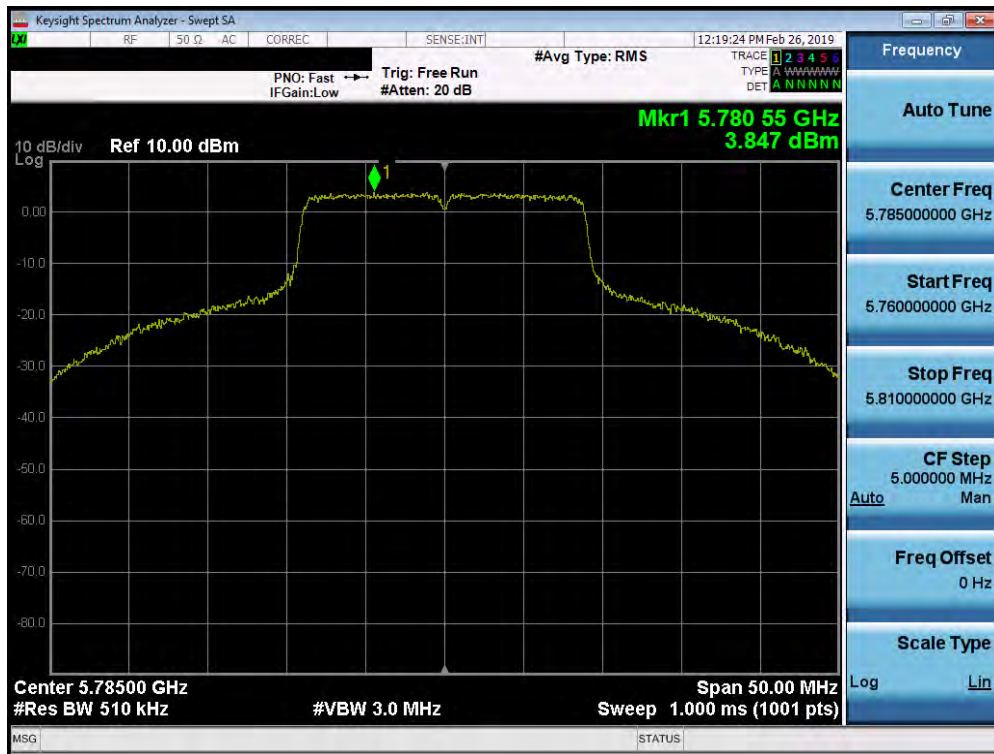 Keysight Spectrum Analyzer - Swept SA
LXI RF 50 Ω AC CORREC SENSE:INT 12:19:24 PM Feb 26, 2019
#Avg Type: RMS
TRACE 1 2 3 4 5 6
TYPE A WWWWW
DET A N N N N N
PNO: Fast
IFGain:Low
Trig: Free Run
#Atten: 20 dB
Mkr1 5.780 55 GHz
3.847 dBm
10 dB/div
Log
Ref 10.00 dBm
1
0.00
-10.0
-20.0
-30.0
-40.0
-50.0
-60.0
-70.0
-80.0
Center 5.78500 GHz
Span 50.00 MHz
#Res BW 510 kHz
#VBW 3.0 MHz
Sweep 1.000 ms (1001 pts)
MSG
STATUS
Frequency
Auto Tune
Center Freq
5.785000000 GHz
Start Freq
5.760000000 GHz
Stop Freq
5.810000000 GHz
CF Step
5.000000 MHz
Auto Man
Freq Offset
0 Hz
Scale Type
Log Lin